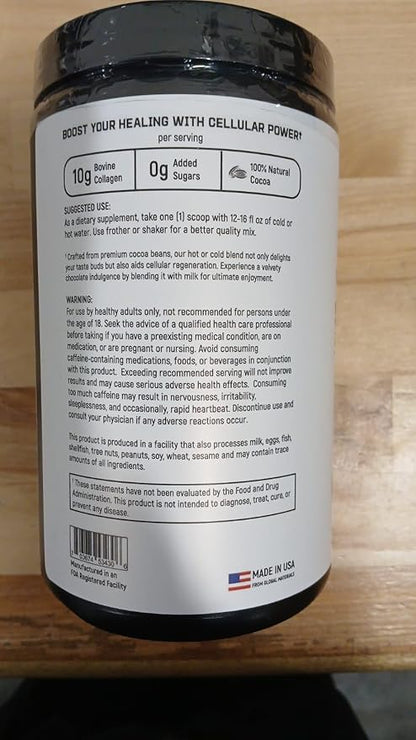 BOOST YOUR HEALING WITH CELLULAR POWER†
per serving
10g Bovine Collagen
0g Added Sugars
100% Natural Cocoa
SUGGESTED USE:
As a dietary supplement, take one (1) scoop with 12-16 fl oz of cold or
hot water. Use frother or shaker for a better quality mix.
† Crafted from premium cocoa beans, our hot or cold blend not only delights
your taste buds but also aids cellular regeneration. Experience a velvety
chocolate indulgence by blending it with milk for ultimate enjoyment.
WARNING:
For use by healthy adults only, not recommended for persons under
the age of 18. Seek the advice of a qualified health care professional
before taking if you have a preexisting medical condition, are on
medication, or are pregnant or nursing. Avoid consuming
caffeine-containing medications, foods, or beverages in conjunction
with this product. Exceeding recommended serving will not improve
results and may cause serious adverse health effects. Consuming
too much caffeine may result in nervousness, irritability,
sleeplessness, and occasionally, rapid heartbeat. Discontinue use and
consult your physician if any adverse reactions occur.
This product is produced in a facility that also processes milk, eggs, fish,
shellfish, tree nuts, peanuts, soy, wheat, sesame and may contain trace
amounts of all ingredients.
† These statements have not been evaluated by the Food and Drug
Administration. This product is not intended to diagnose, treat, cure, or
prevent any disease.
Manufactured in an
FDA Registered Facility
MADE IN USA
FROM GLOBAL MATERIALS